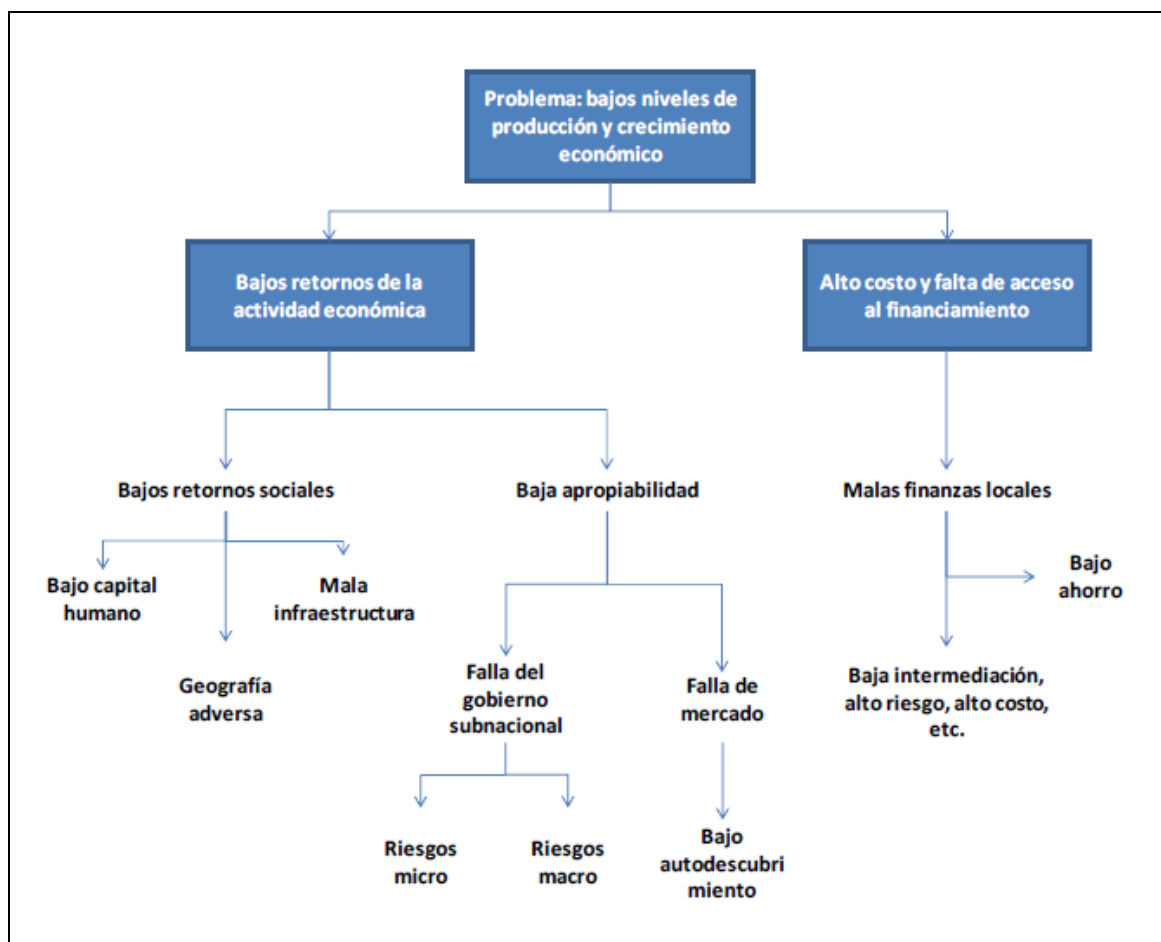 Problema: bajos niveles de
producción y crecimiento
económico
Bajos retornos de la
actividad económica
Alto costo y falta de acceso
al financiamiento
Bajos retornos sociales
Baja apropiabilidad
Malas finanzas locales
Bajo capital
humano
Mala
infraestructura
Bajo
ahorro
Geografía
adversa
Falla del
gobierno
subnacional
Falla de
mercado
Baja intermediación,
alto riesgo, alto costo,
etc.
Riesgos
micro
Riesgos
macro
Bajo
autodescubri
miento